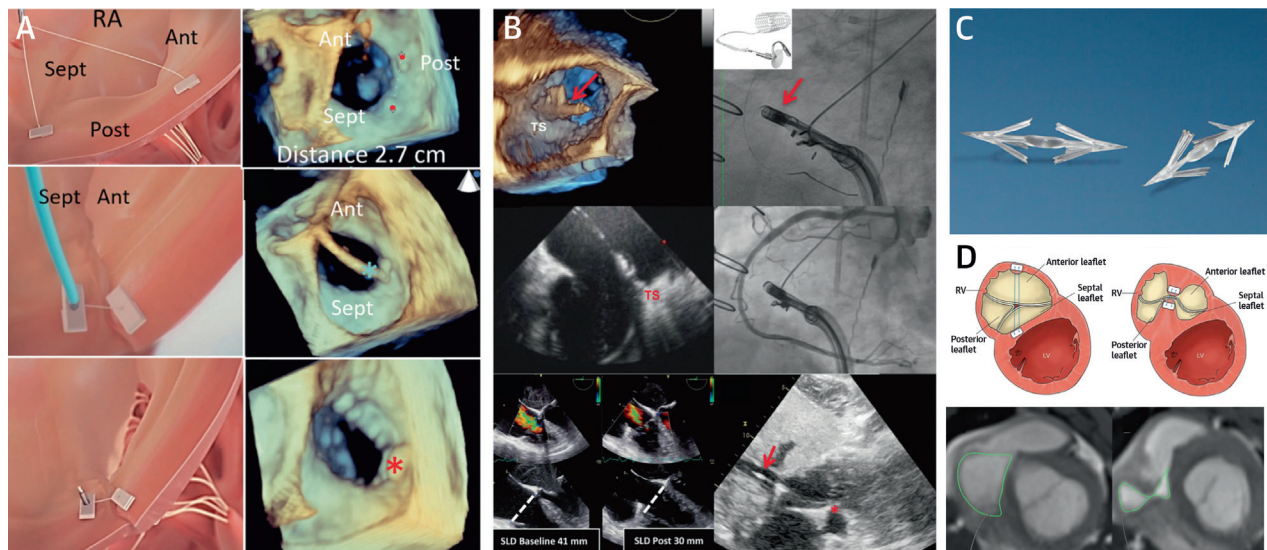 A
RA
Ant
Sept
Post
Ant
Post
Sept
Distance 2.7 cm
Sept
Ant
Ant
Sept
*
*
B
TS
TS
SLD Baseline 41 mm
SLD Post 30 mm
10
*
C
D
Anterior leaflet
RV
Septal
leaflet
Posterior
leaflet
LV
Anterior leaflet
RV
Septal
leaflet
Posterior
leaflet
LV